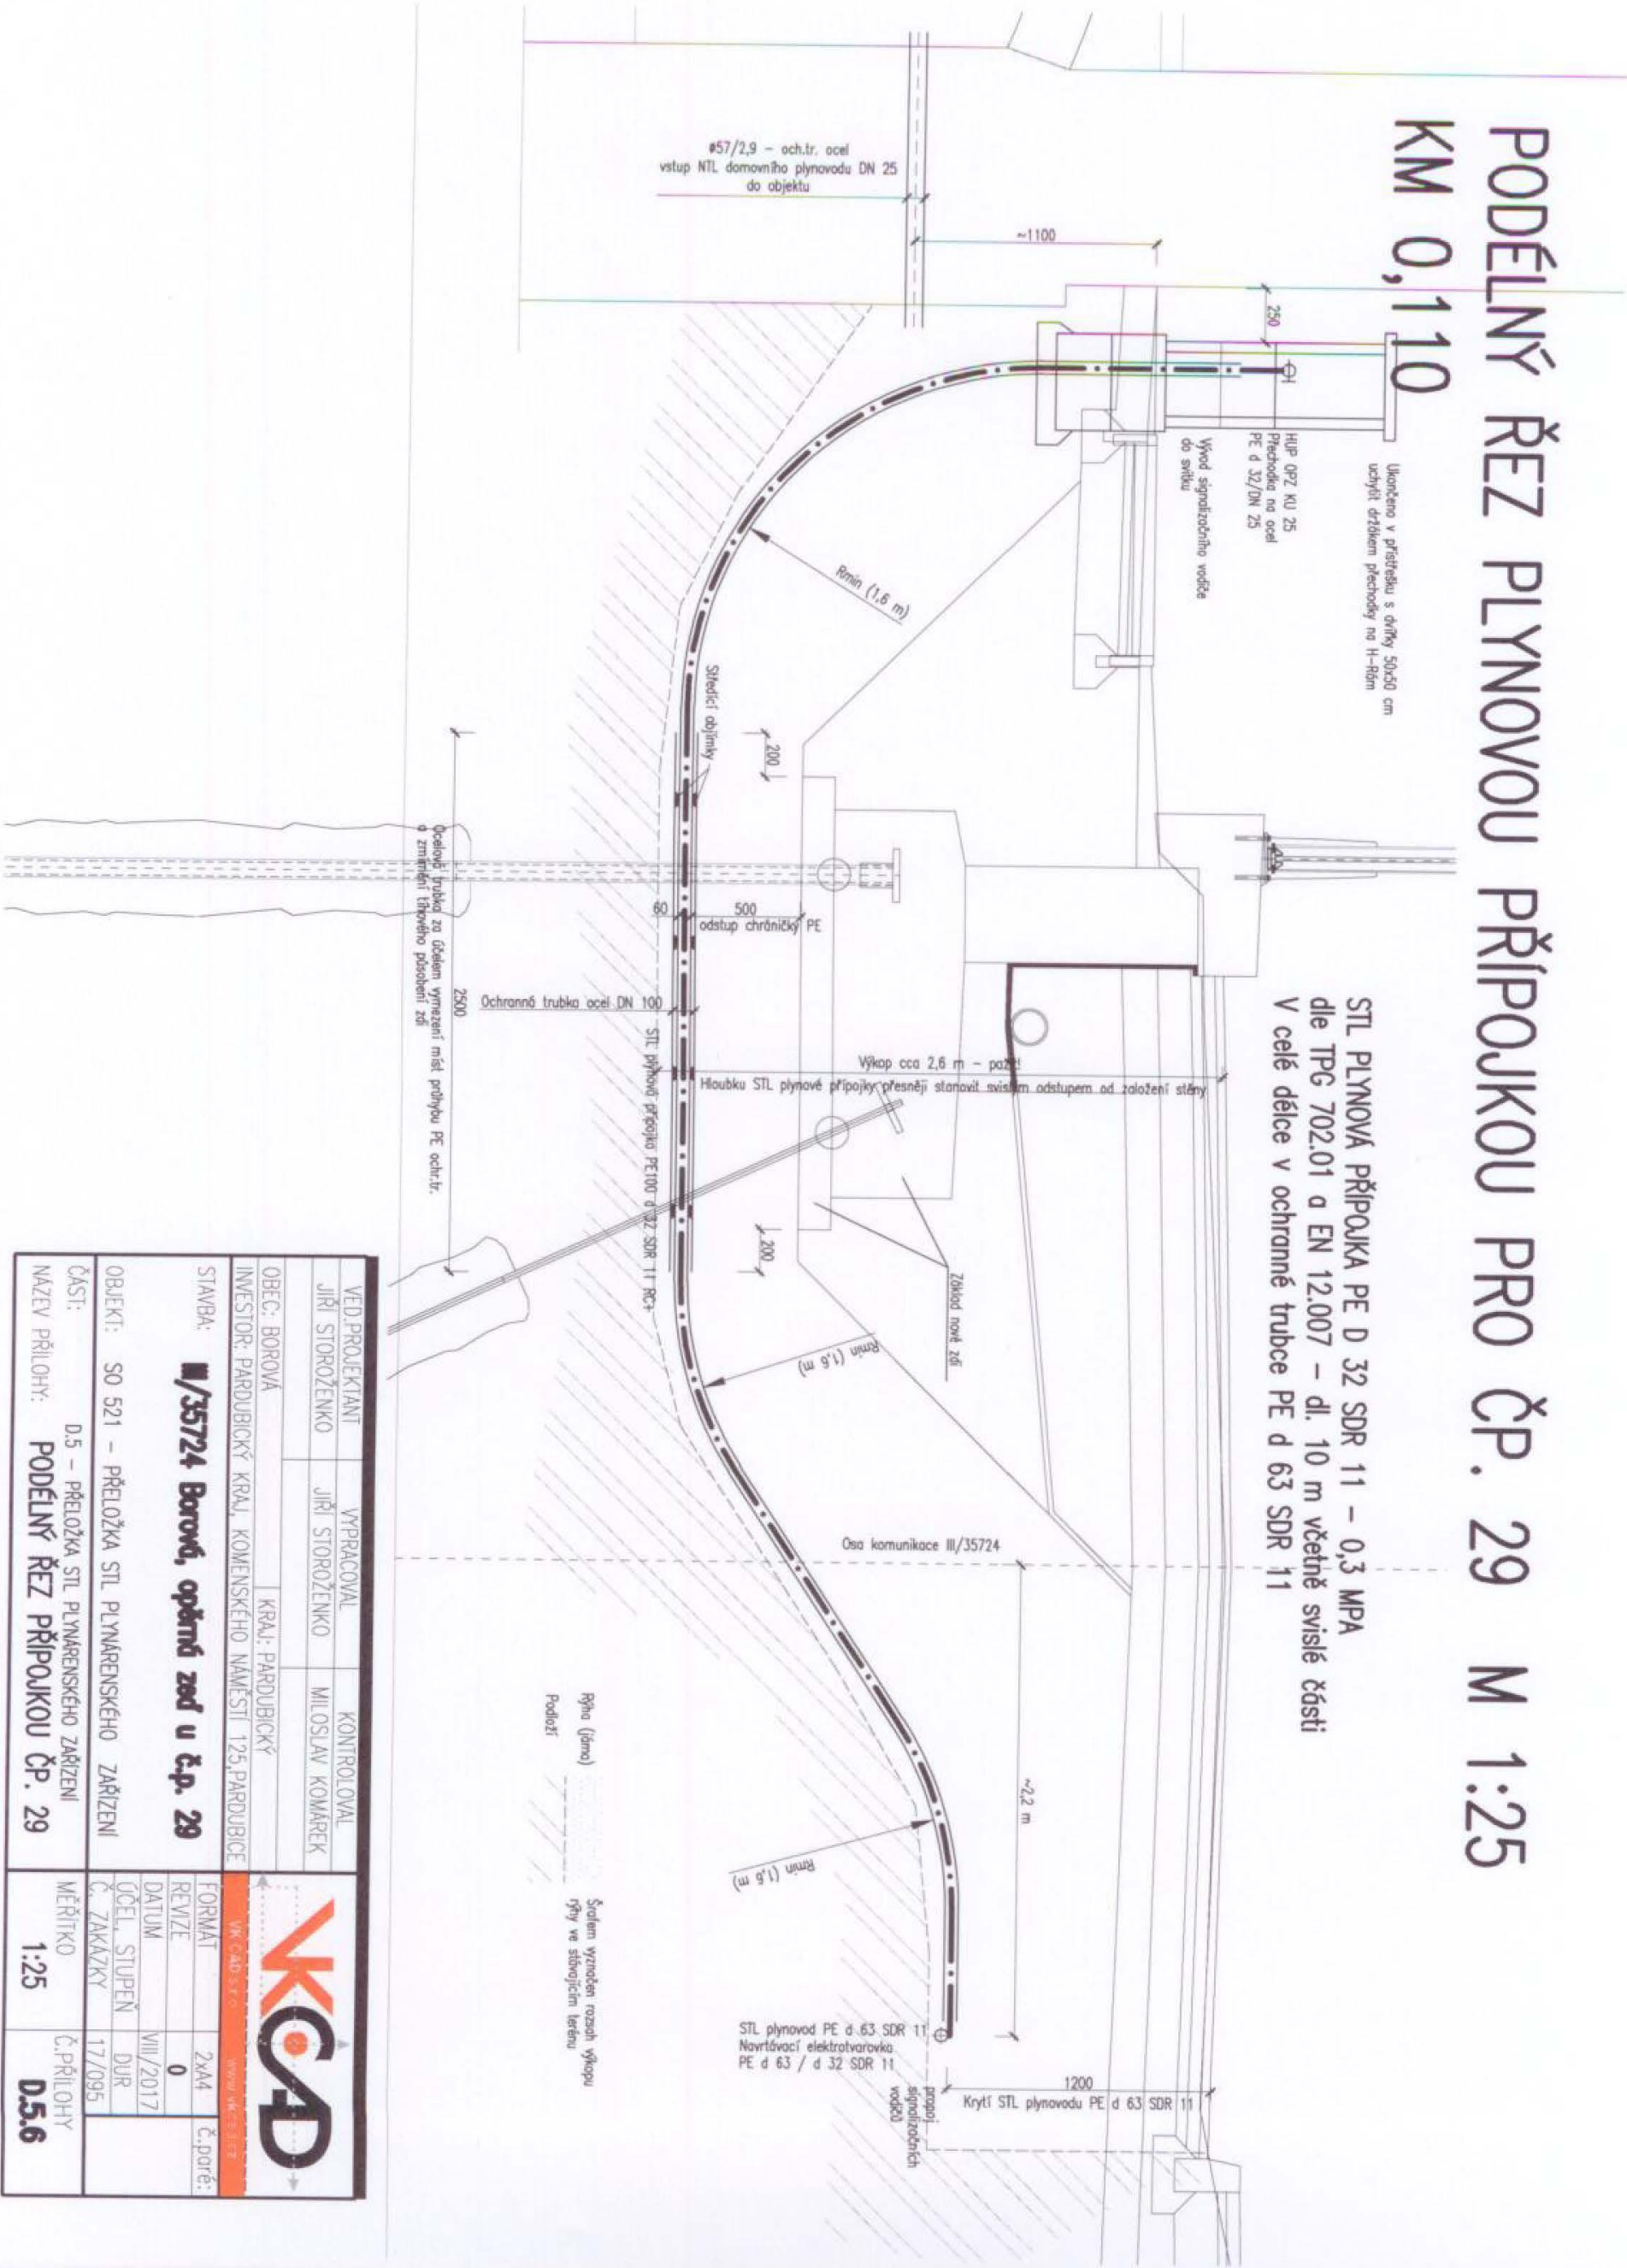 PODÉLNÝ ŘEZ PLYNOVOU PŘÍPOJKOU PRO ČP. 29 M 1:25
KM 0,110
STL PLYNOVÁ PŘÍPOJKA PE D 32 SDR 11 – 0,3 MPA
dle TPG 702.01 a EN 12.007 – dl. 10 m včetně svislé části
V celé délce v ochranné trubce PE d 63 SDR 11
Ukončeno v přístřešku s dvířky 50x50 cm
uchytit držákem přechodky na H-Rám
HUP OPZ KU 25
Přechodka na ocel
PE d 32/DN 25
Vývod signalizačního vodiče
do svitku
250
~1100
ø57/2,9 – och.tr. ocel
vstup NTL domovního plynovodu DN 25
do objektu
Rmin (1,6 m)
Středící objímky
200
60
500
odstup chráničky PE
Ochranná trubka ocel DN 100
2500
Ocelová trubka za účelem vymezení míst průhybu PE ochr.tr.
a zmírnění tíhového působení zdi
Výkop cca 2,6 m – pažit!
Hloubku STL plynové přípojky přesněji stanovit svislým odstupem od založení stěny
STL plynová přípojka PE100 d 32 SDR 11 RC+
200
Základ nové zdi
Rmin (1,6 m)
Osa komunikace III/35724
~2,2 m
Rmin (1,6 m)
STL plynovod PE d 63 SDR 11
Navrtávací elektrotvarovka
PE d 63 / d 32 SDR 11
propoj
signalizačních
vodičů
1200
Krytí STL plynovodu PE d 63 SDR 11
Rýha (jáma)
Podloží
Šrafem vyznačen rozsah výkopu
rýhy ve stávajícím terénu
VED.PROJEKTANT VYPRACOVAL KONTROLOVAL
JIŘÍ STOROŽENKO JIŘÍ STOROŽENKO MILOSLAV KOMÁREK
OBEC: BOROVÁ KRAJ: PARDUBICKÝ
INVESTOR: PARDUBICKÝ KRAJ, KOMENSKÉHO NÁMĚSTÍ 125,PARDUBICE
STAVBA: III/35724 Borová, opěrná zeď u č.p. 29
OBJEKT: SO 521 – PŘELOŽKA STL PLYNÁRENSKÉHO ZAŘÍZENÍ
ČÁST: D.5 – PŘELOŽKA STL PLYNÁRENSKÉHO ZAŘÍZENÍ
NÁZEV PŘÍLOHY: PODÉLNÝ ŘEZ PŘÍPOJKOU ČP. 29
VKCAD
VK CAD s.r.o. www.vkcad.cz
FORMÁT 2xA4 Č.paré:
REVIZE 0
DATUM VIII/2017
ÚČEL, STUPEŇ DUR
Č. ZAKÁZKY 17/095
MĚŘÍTKO Č.PŘÍLOHY
1:25 D.5.6